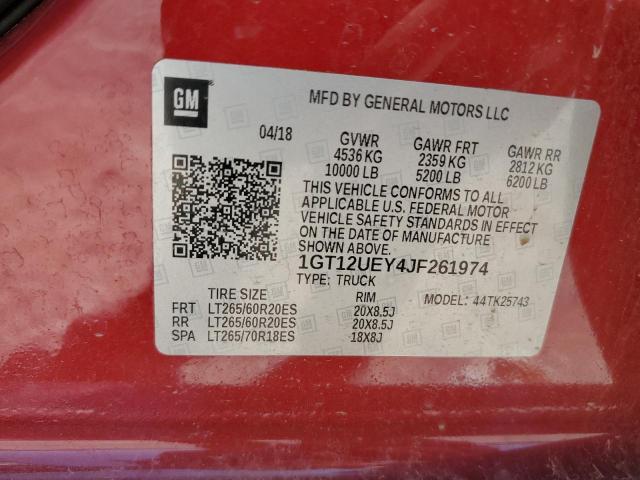 GM
MFD BY GENERAL MOTORS LLC
04/18 GVWR GAWR FRT GAWR RR
4536 KG 2359 KG 2812 KG
10000 LB 5200 LB 6200 LB
THIS VEHICLE CONFORMS TO ALL
APPLICABLE U.S. FEDERAL MOTOR
VEHICLE SAFETY STANDARDS IN EFFECT
ON THE DATE OF MANUFACTURE
SHOWN ABOVE.
1GT12UEY4JF261974
TYPE: TRUCK MODEL: 44TK25743
TIRE SIZE RIM
FRT LT265/60R20ES 20X8.5J
RR LT265/60R20ES 20X8.5J
SPA LT265/70R18ES 18X8J